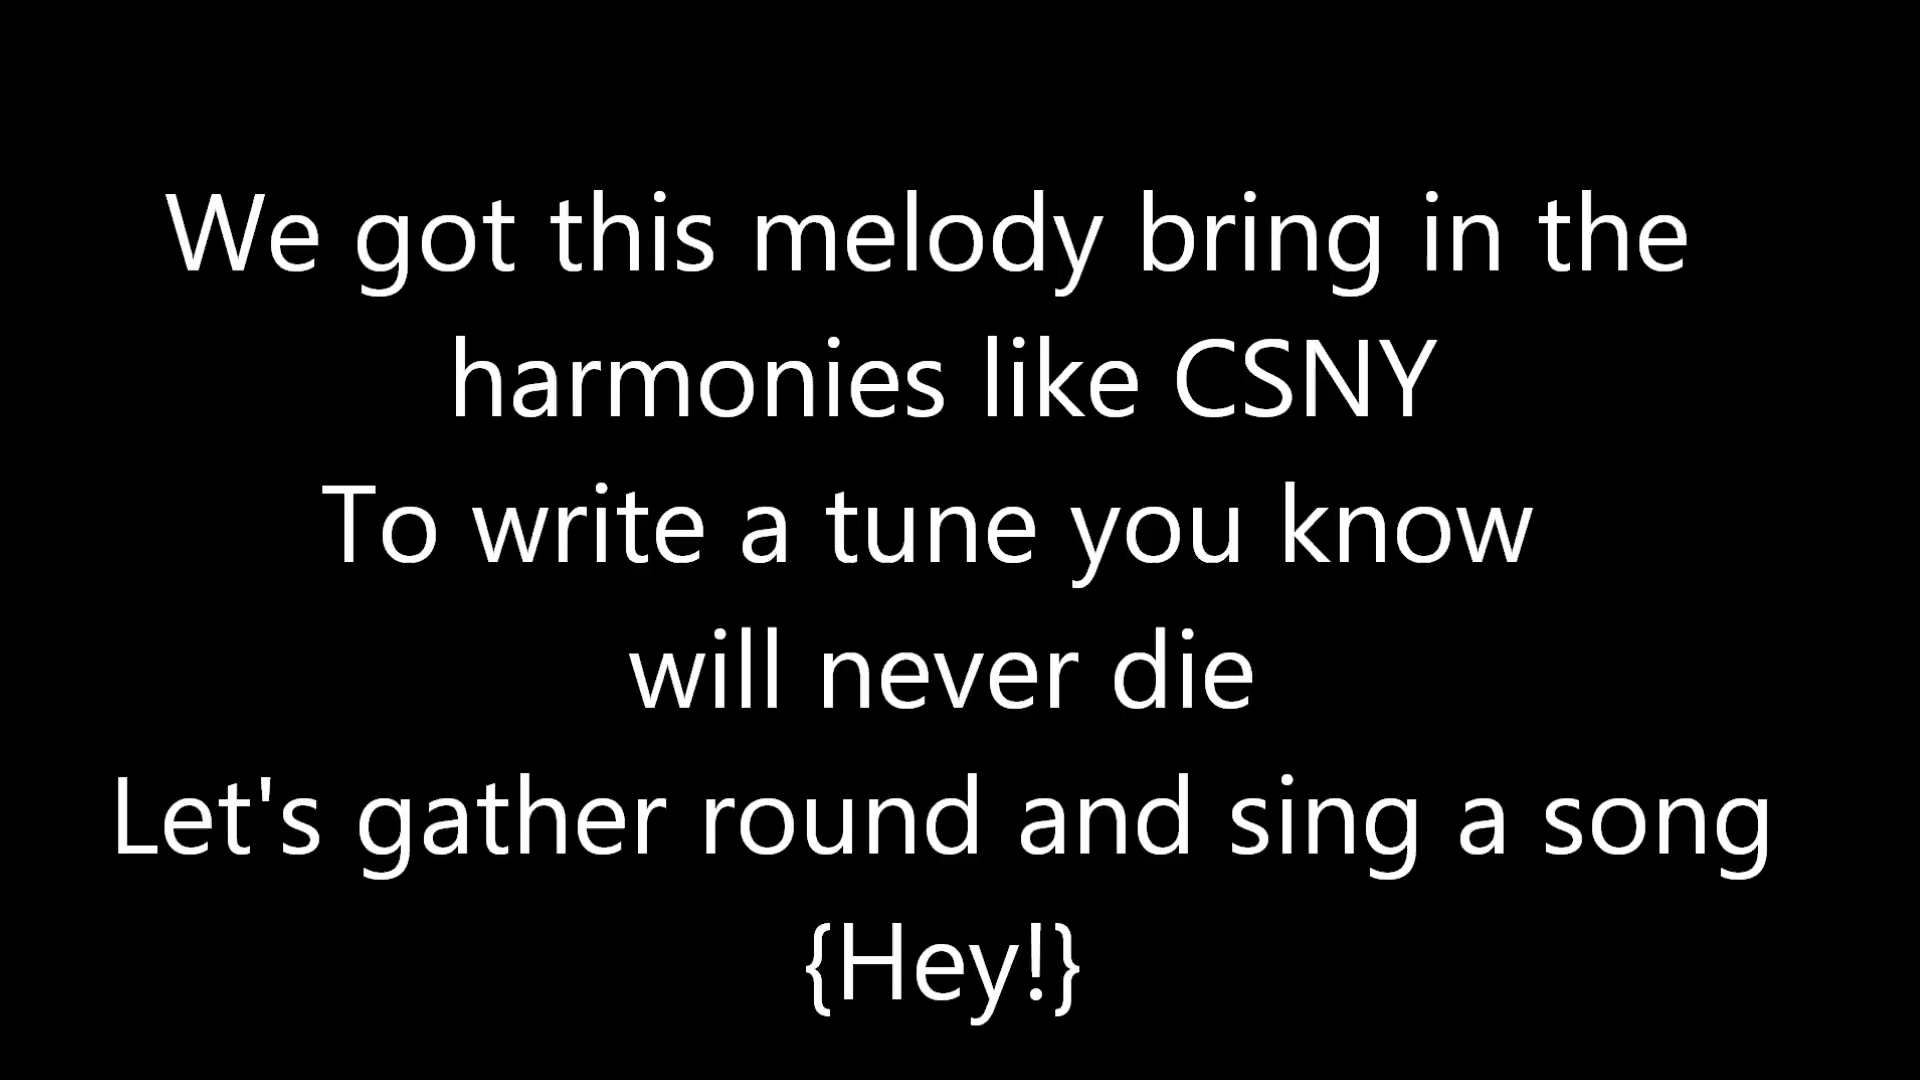 We got this melody bring in the
harmonies like CSNY
To write a tune you know
will never die
Let's gather round and sing a song
{Hey!}